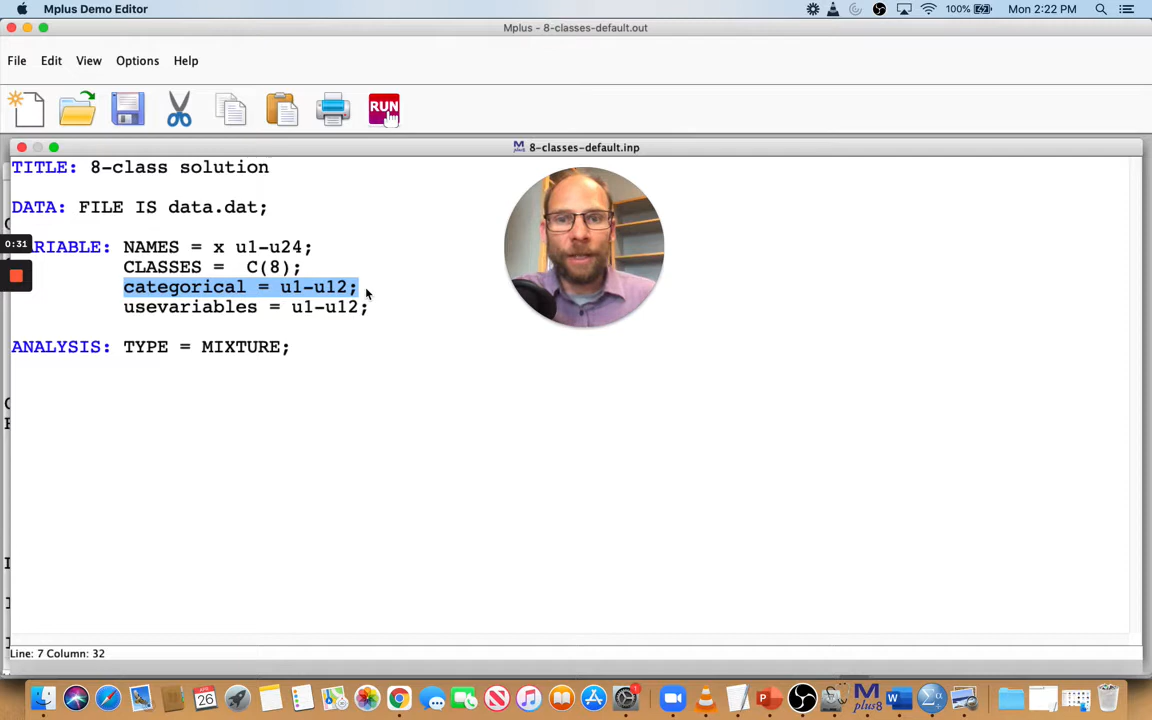 Mplus Demo Editor
100%
Mon 2:22 PM
Mplus - 8-classes-default.out
File Edit View Options Help
RUN
8-classes-default.inp
TITLE: 8-class solution
DATA: FILE IS data.dat;
0:31
ARIABLE: NAMES = x u1-u24;
CLASSES = C(8);
categorical = u1-u12;
usevariables = u1-u12;
ANALYSIS: TYPE = MIXTURE;
Line: 7 Column: 32